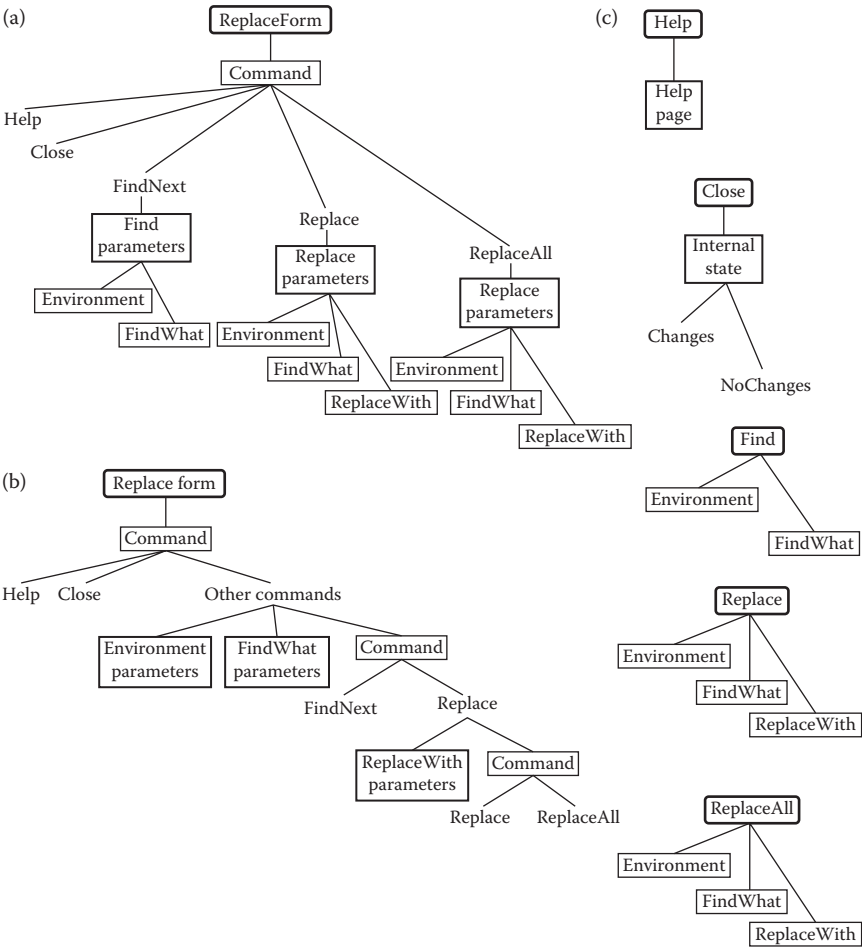 (a)
ReplaceForm
Command
Help
Close
FindNext
Find
parameters
Environment
FindWhat
Replace
Replace
parameters
Environment
FindWhat
ReplaceWith
ReplaceAll
Replace
parameters
Environment
FindWhat
ReplaceWith
(b)
Replace form
Command
Help
Close
Other commands
Environment
parameters
FindWhat
parameters
Command
FindNext
Replace
ReplaceWith
parameters
Command
Replace
ReplaceAll
(c)
Help
Help
page
Close
Internal
state
Changes
NoChanges
Find
Environment
FindWhat
Replace
Environment
FindWhat
ReplaceWith
ReplaceAll
Environment
FindWhat
ReplaceWith